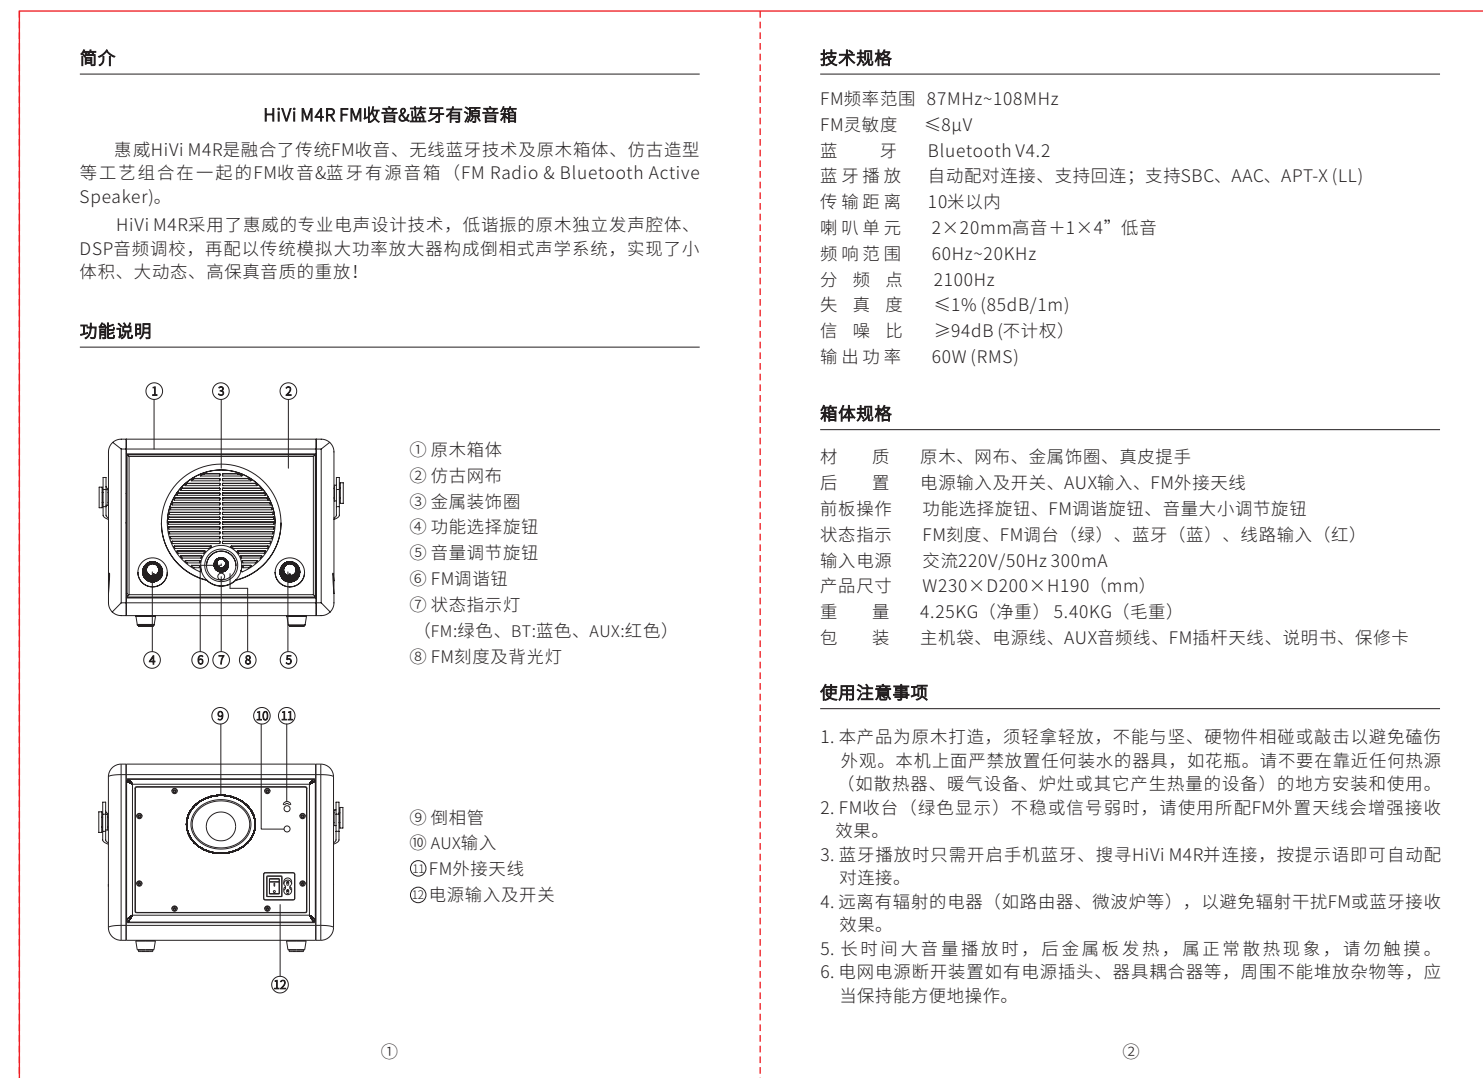 简介
HiVi M4R FM收音&蓝牙有源音箱
惠威HiVi M4R是融合了传统FM收音、无线蓝牙技术及原木箱体、仿古造型
等工艺组合在一起的FM收音&蓝牙有源音箱（FM Radio & Bluetooth Active
Speaker)。
HiVi M4R采用了惠威的专业电声设计技术，低谐振的原木独立发声腔体、
DSP音频调校，再配以传统模拟大功率放大器构成倒相式声学系统，实现了小
体积、大动态、高保真音质的重放！
功能说明
① ③ ②
① 原木箱体
② 仿古网布
③ 金属装饰圈
④ 功能选择旋钮
⑤ 音量调节旋钮
⑥ FM调谐钮
⑦ 状态指示灯
（FM:绿色、BT:蓝色、AUX:红色）
⑧ FM刻度及背光灯
④ ⑥ ⑦ ⑧ ⑤
⑨ ⑩ ⑪
⑨ 倒相管
⑩ AUX输入
⑪FM外接天线
⑫电源输入及开关
⑫
①
技术规格
FM频率范围 87MHz~108MHz
FM灵敏度 ≤8μV
蓝 牙 Bluetooth V4.2
蓝牙播放 自动配对连接、支持回连；支持SBC、AAC、APT-X (LL)
传输距离 10米以内
喇叭单元 2×20mm高音＋1×4”低音
频响范围 60Hz~20KHz
分 频 点 2100Hz
失 真 度 ≤1% (85dB/1m)
信 噪 比 ≥94dB (不计权）
输出功率 60W (RMS)
箱体规格
材 质 原木、网布、金属饰圈、真皮提手
后 置 电源输入及开关、AUX输入、FM外接天线
前板操作 功能选择旋钮、FM调谐旋钮、音量大小调节旋钮
状态指示 FM刻度、FM调台（绿）、蓝牙（蓝）、线路输入（红）
输入电源 交流220V/50Hz 300mA
产品尺寸 W230×D200×H190（mm）
重 量 4.25KG（净重） 5.40KG（毛重）
包 装 主机袋、电源线、AUX音频线、FM插杆天线、说明书、保修卡
使用注意事项
1. 本产品为原木打造，须轻拿轻放，不能与坚、硬物件相碰或敲击以避免磕伤
外观。本机上面严禁放置任何装水的器具，如花瓶。请不要在靠近任何热源
（如散热器、暖气设备、炉灶或其它产生热量的设备）的地方安装和使用。
2. FM收台（绿色显示）不稳或信号弱时，请使用所配FM外置天线会增强接收
效果。
3. 蓝牙播放时只需开启手机蓝牙、搜寻HiVi M4R并连接，按提示语即可自动配
对连接。
4. 远离有辐射的电器（如路由器、微波炉等），以避免辐射干扰FM或蓝牙接收
效果。
5. 长时间大音量播放时，后金属板发热，属正常散热现象，请勿触摸。
6. 电网电源断开装置如有电源插头、器具耦合器等，周围不能堆放杂物等，应
当保持能方便地操作。
②